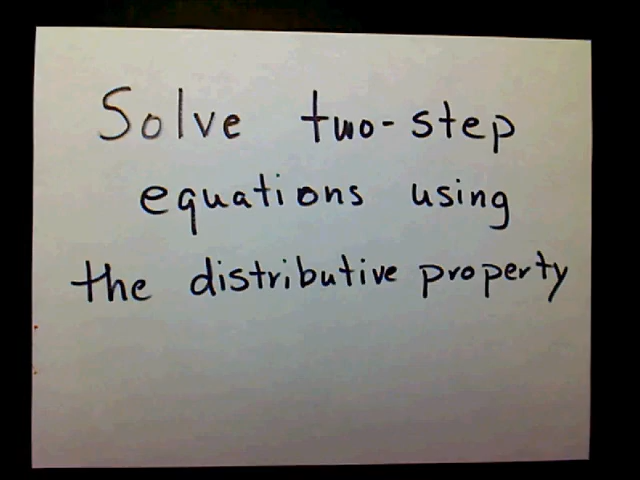 Solve two-step
equations using
the distributive property